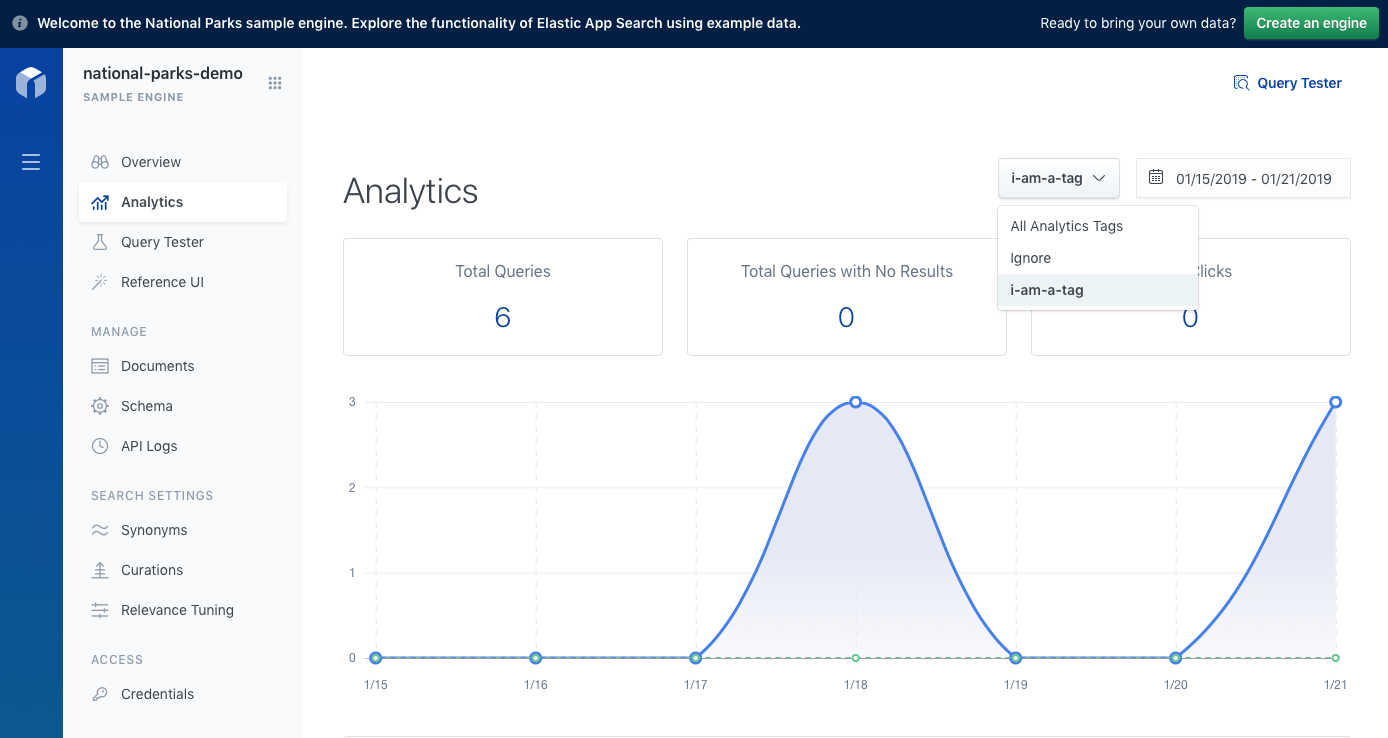 Welcome to the National Parks sample engine. Explore the functionality of Elastic App Search using example data.
Ready to bring your own data?
Create an engine
national-parks-demo
SAMPLE ENGINE
Overview
Analytics
Query Tester
Reference UI
MANAGE
Documents
Schema
API Logs
SEARCH SETTINGS
Synonyms
Curations
Relevance Tuning
ACCESS
Credentials
Query Tester
Analytics
i-am-a-tag
01/15/2019 - 01/21/2019
All Analytics Tags
Ignore
i-am-a-tag
Total Queries
6
Total Queries with No Results
0
Clicks
0
3
2
1
0
1/15 1/16 1/17 1/18 1/19 1/20 1/21